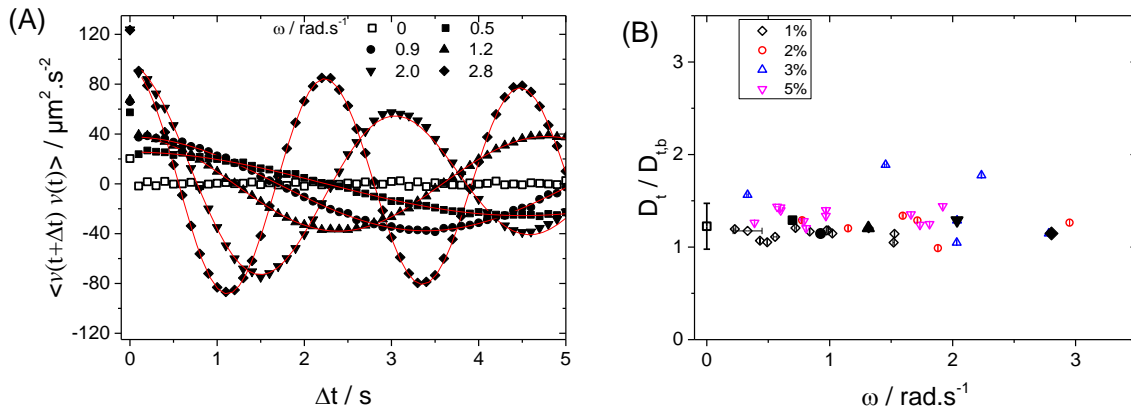 (A)
ω / rad.s⁻¹
0
0.5
0.9
1.2
2.0
2.8
120
80
40
0
-40
-80
-120
<v(t+Δt) v(t)> / μm².s⁻²
0 1 2 3 4 5
Δt / s
(B)
1%
2%
3%
5%
3
2
1
0
D_t / D_t,b
0 1 2 3
ω / rad.s⁻¹